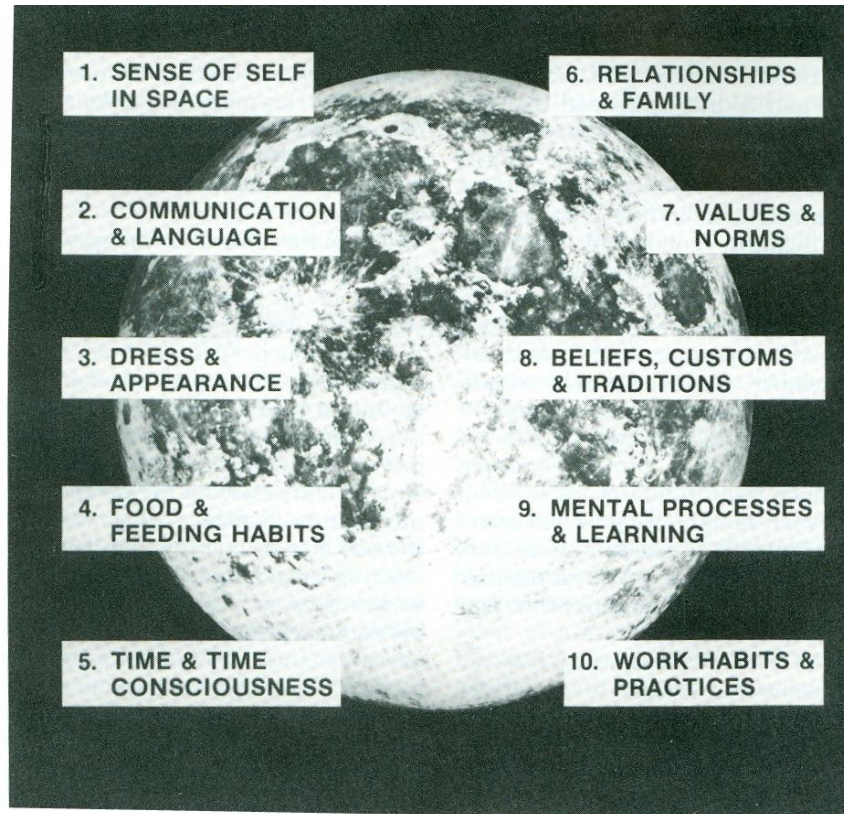 1. SENSE OF SELF
IN SPACE
2. COMMUNICATION
& LANGUAGE
3. DRESS &
APPEARANCE
4. FOOD &
FEEDING HABITS
5. TIME & TIME
CONSCIOUSNESS
6. RELATIONSHIPS
& FAMILY
7. VALUES &
NORMS
8. BELIEFS, CUSTOMS
& TRADITIONS
9. MENTAL PROCESSES
& LEARNING
10. WORK HABITS &
PRACTICES